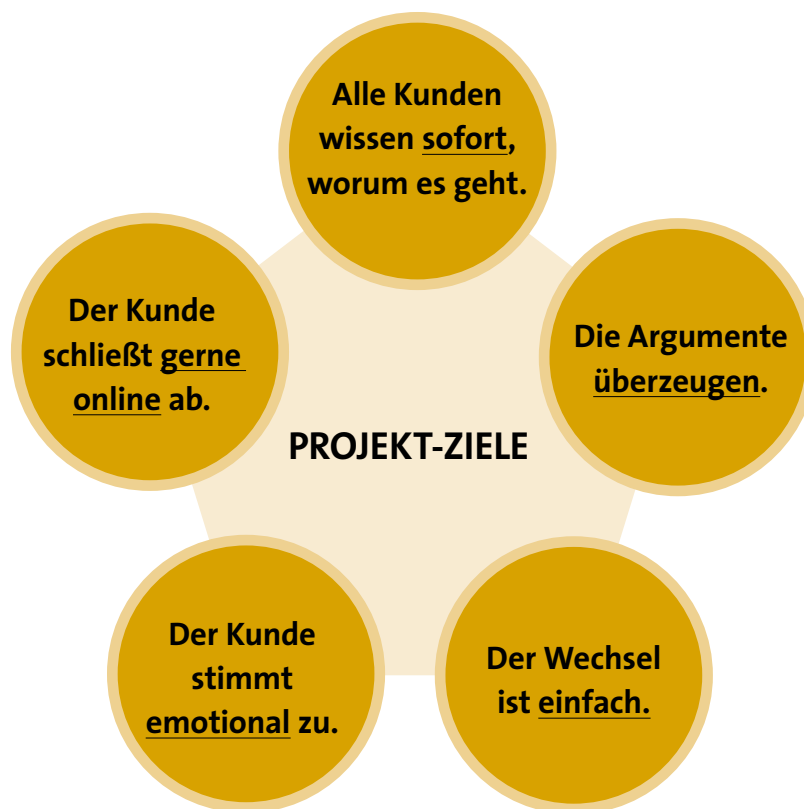 Alle Kunden
wissen sofort,
worum es geht.
Die Argumente
überzeugen.
Der Wechsel
ist einfach.
Der Kunde
stimmt
emotional zu.
Der Kunde
schließt gerne
online ab.
PROJEKT-ZIELE